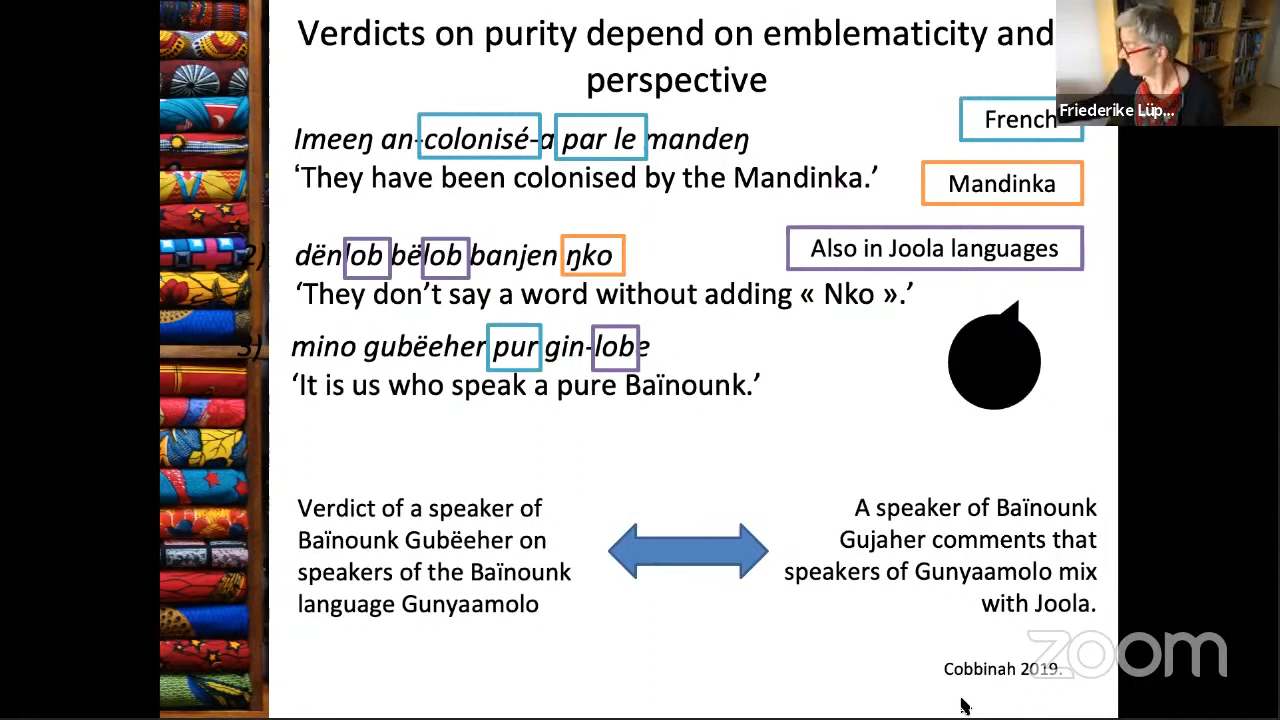 Verdicts on purity depend on emblematicity and
perspective
Friederike Lüp...
French
Imeeŋ an-colonisé-a par le mandeŋ
'They have been colonised by the Mandinka.'
Mandinka
2) dënlob bëlob banjen ŋko
Also in Joola languages
'They don't say a word without adding « Nko ».'
3) mino gubëeher pur gin-lobe
'It is us who speak a pure Baïnounk.'
Verdict of a speaker of
Baïnounk Gubëeher on
speakers of the Baïnounk
language Gunyaamolo
A speaker of Baïnounk
Gujaher comments that
speakers of Gunyaamolo mix
with Joola.
zoom
Cobbinah 2019.